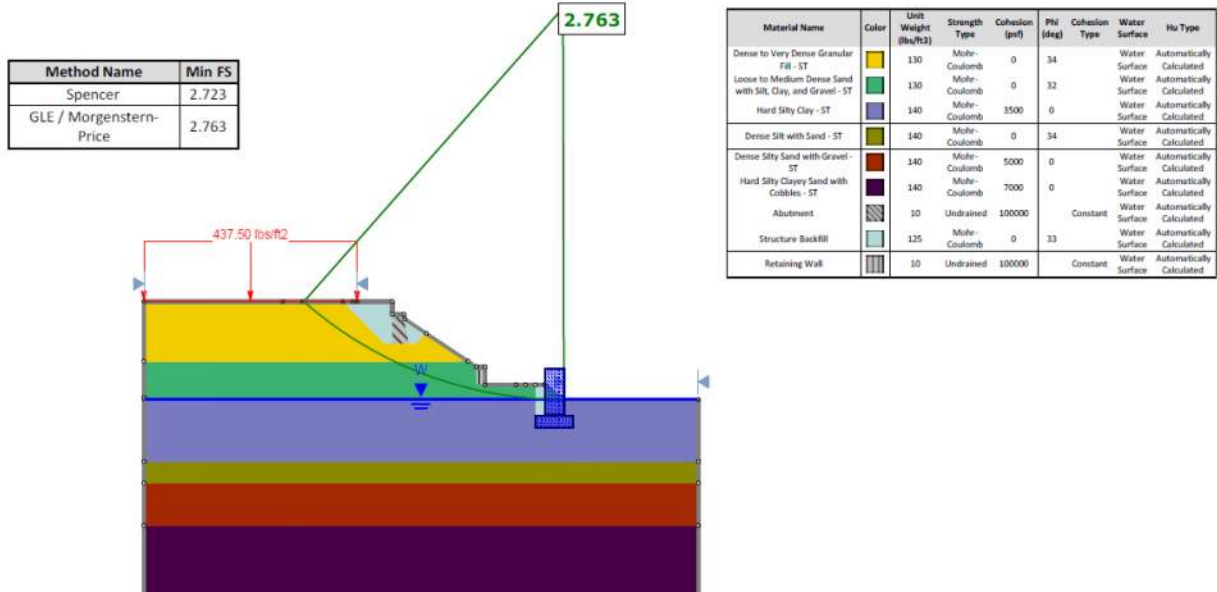 2.763
Method Name Min FS
Spencer 2.723
GLE / Morgenstern-
Price 2.763
437.50 lbs/ft2
W
Material Name Color Unit Weight (lbs/ft3) Strength Type Cohesion (psf) Phi (deg) Cohesion Type Water Surface Hu Type
Dense to Very Dense Granular Fill - ST 130 Mohr-Coulomb 0 34 Water Surface Automatically Calculated
Loose to Medium Dense Sand with Silt, Clay, and Gravel - ST 130 Mohr-Coulomb 0 32 Water Surface Automatically Calculated
Hard Silty Clay - ST 140 Mohr-Coulomb 3500 0 Water Surface Automatically Calculated
Dense Silt with Sand - ST 140 Mohr-Coulomb 0 34 Water Surface Automatically Calculated
Dense Silty Sand with Gravel - ST 140 Mohr-Coulomb 5000 0 Water Surface Automatically Calculated
Hard Silty Clayey Sand with Cobbles - ST 140 Mohr-Coulomb 7000 0 Water Surface Automatically Calculated
Abutment 10 Undrained 100000 Constant Water Surface Automatically Calculated
Structure Backfill 125 Mohr-Coulomb 0 33 Water Surface Automatically Calculated
Retaining Wall 10 Undrained 100000 Constant Water Surface Automatically Calculated